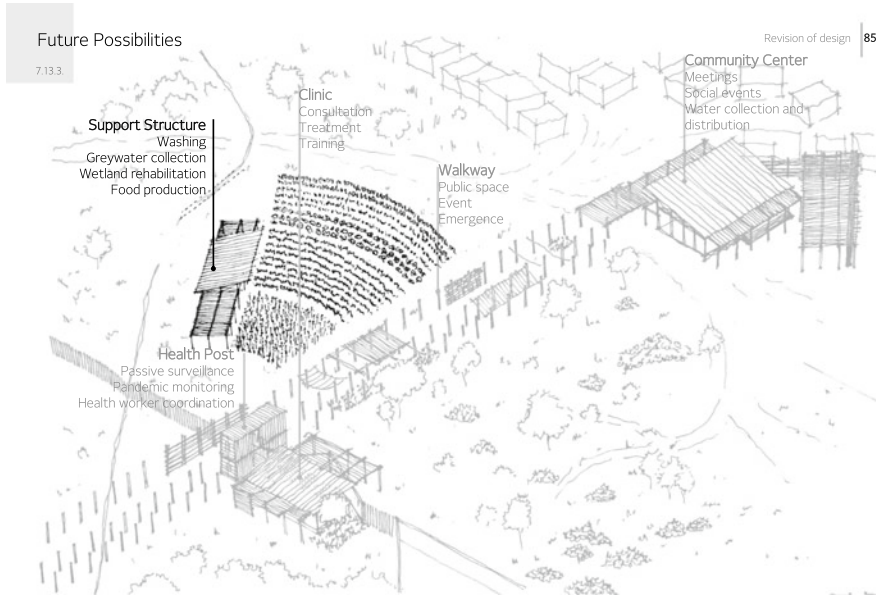 Future Possibilities
7.13.3.
Revision of design
85
Community Center
Meetings
Social events
Water collection and
distribution
Clinic
Consultation
Treatment
Training
Support Structure
Washing
Greywater collection
Wetland rehabilitation
Food production
Walkway
Public space
Event
Emergence
Health Post
Passive surveillance
Pandemic monitoring
Health worker coordination